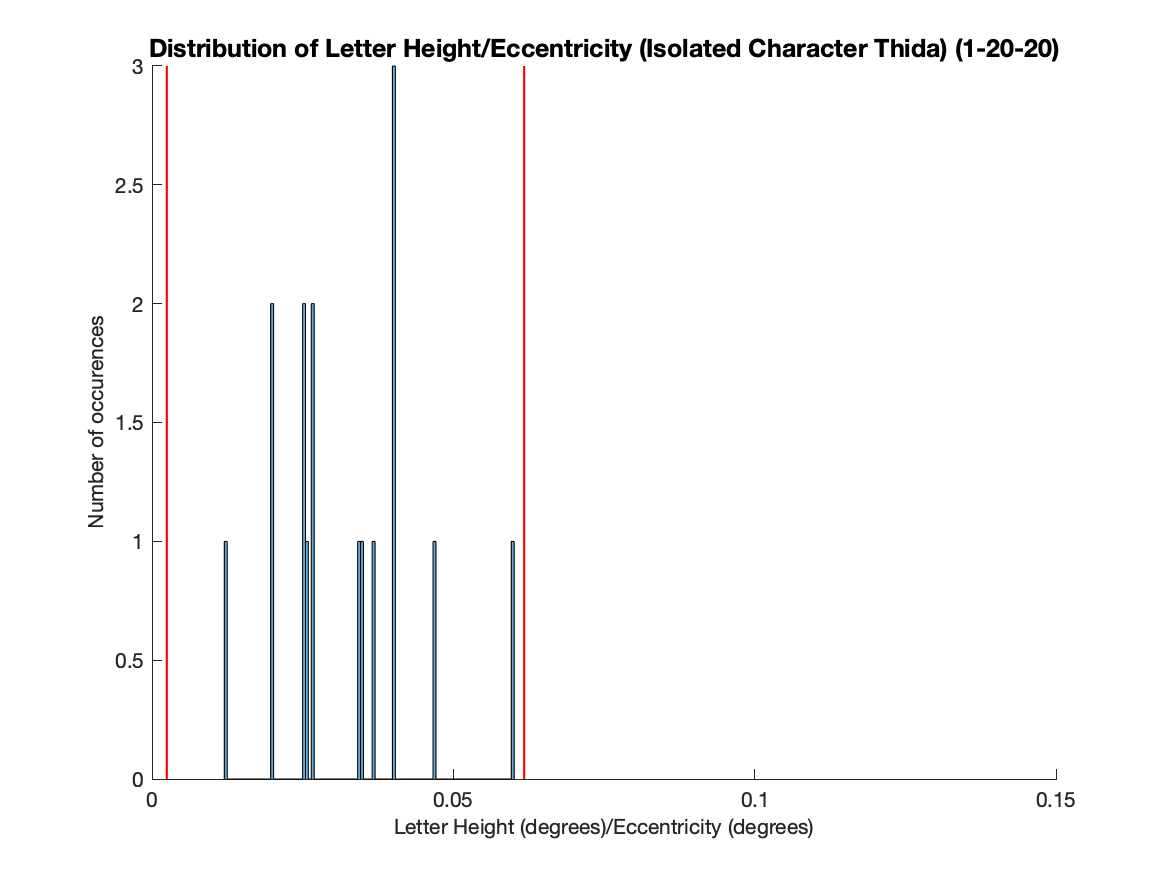 Distribution of Letter Height/Eccentricity (Isolated Character Thida) (1-20-20)
3
2.5
2
1.5
1
0.5
0
Number of occurences
0 0.05 0.1 0.15
Letter Height (degrees)/Eccentricity (degrees)